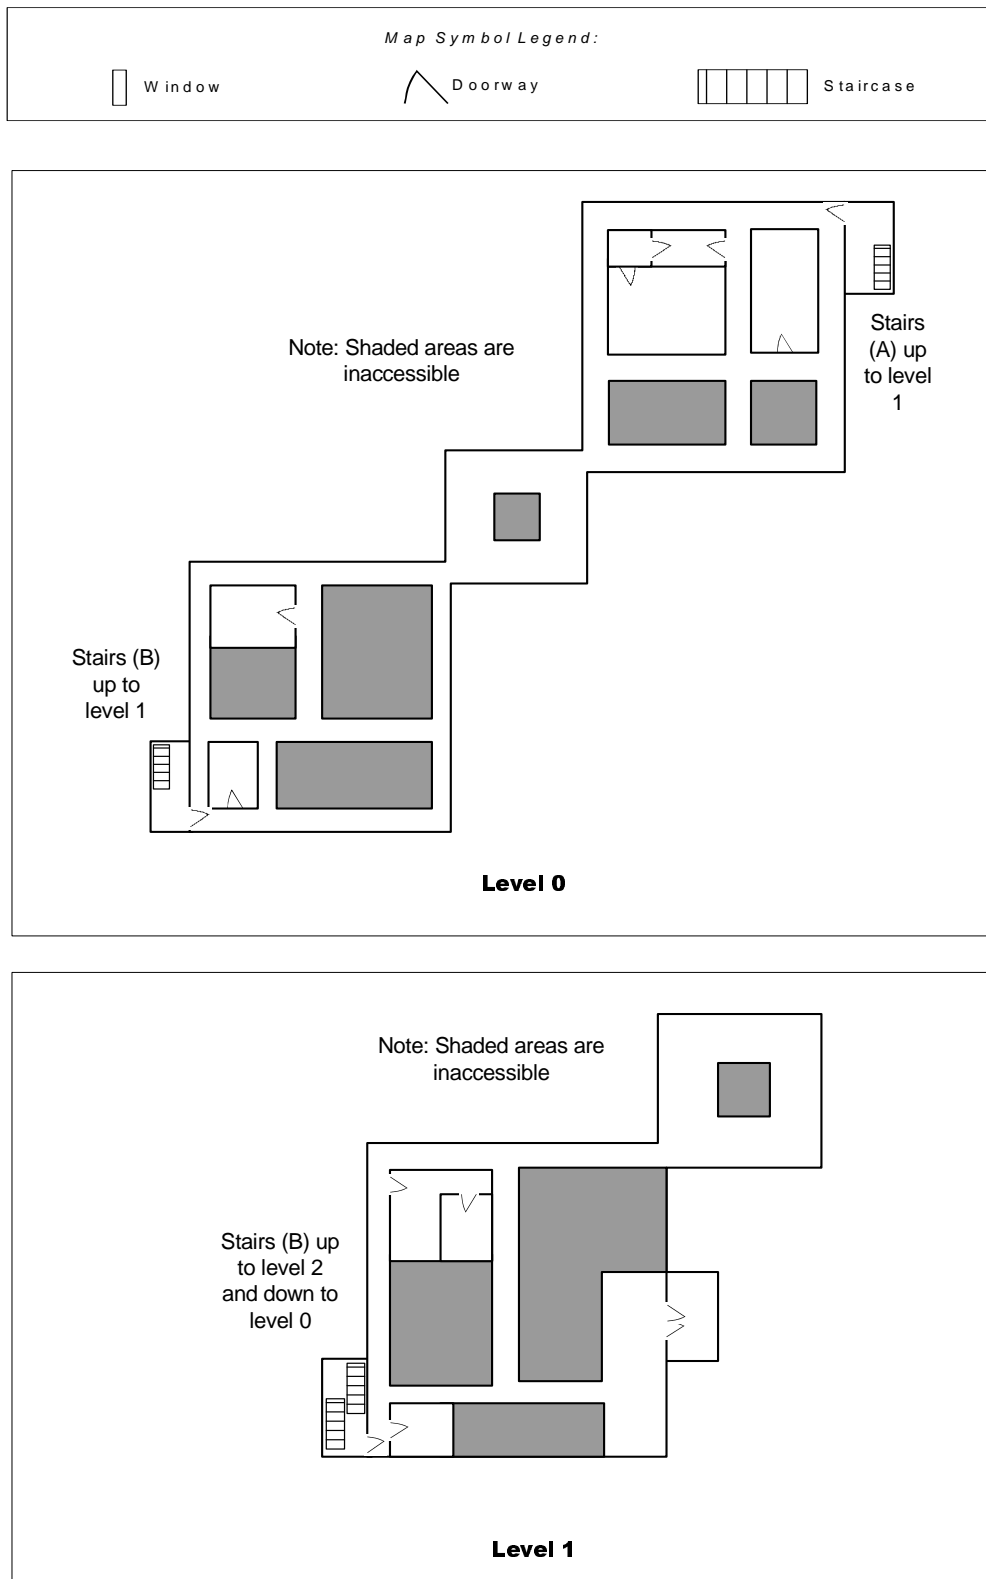 Map Symbol Legend:
Window
Doorway
Staircase
Note: Shaded areas are
inaccessible
Stairs
(A) up
to level
1
Stairs (B)
up to
level 1
Level 0
Note: Shaded areas are
inaccessible
Stairs (B) up
to level 2
and down to
level 0
Level 1